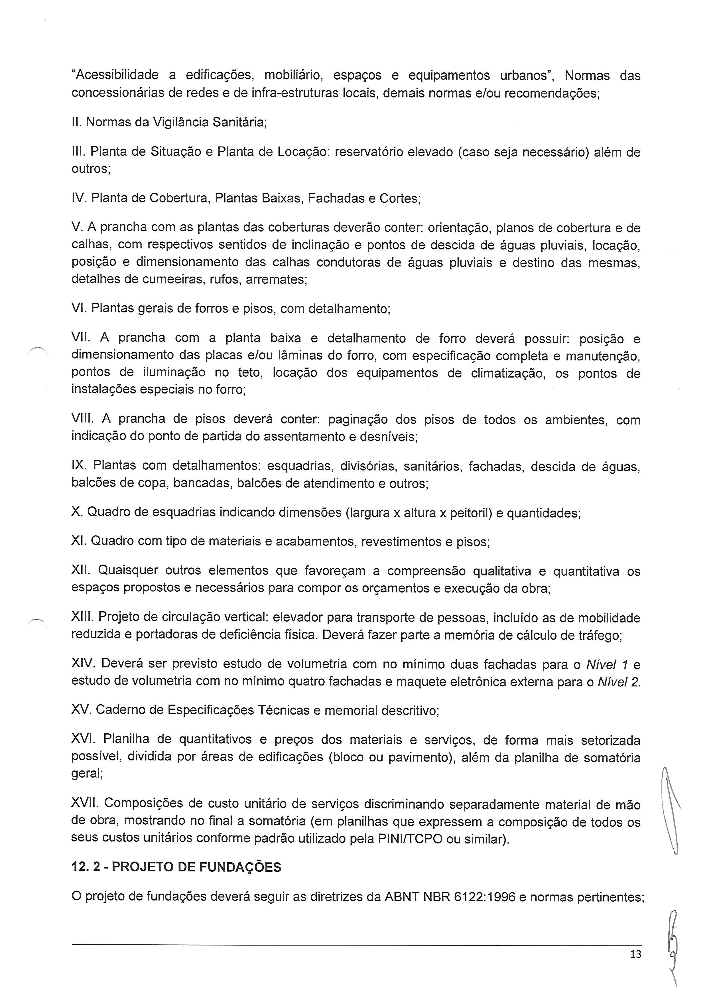 “Acessibilidade a edificações, mobiliário, espaços e equipamentos urbanos”, Normas das
concessionárias de redes e de infra-estruturas locais, demais normas e/ou recomendações;
II. Normas da Vigilância Sanitária;
III. Planta de Situação e Planta de Locação: reservatório elevado (caso seja necessário) além de
outros;
IV. Planta de Cobertura, Plantas Baixas, Fachadas e Cortes;
V. A prancha com as plantas das coberturas deverão conter: orientação, planos de cobertura e de
calhas, com respectivos sentidos de inclinação e pontos de descida de águas pluviais, locação,
posição e dimensionamento das calhas condutoras de águas pluviais e destino das mesmas,
detalhes de cumeeiras, rufos, arremates;
VI. Plantas gerais de forros e pisos, com detalhamento;
VII. A prancha com a planta baixa e detalhamento de forro deverá possuir: posição e
dimensionamento das placas e/ou lâminas do forro, com especificação completa e manutenção,
pontos de iluminação no teto, locação dos equipamentos de climatização, os pontos de
instalações especiais no forro;
VIII. A prancha de pisos deverá conter: paginação dos pisos de todos os ambientes, com
indicação do ponto de partida do assentamento e desníveis;
IX. Plantas com detalhamentos: esquadrias, divisórias, sanitários, fachadas, descida de águas,
balcões de copa, bancadas, balcões de atendimento e outros;
X. Quadro de esquadrias indicando dimensões (largura x altura x peitoril) e quantidades;
XI. Quadro com tipo de materiais e acabamentos, revestimentos e pisos;
XII. Quaisquer outros elementos que favoreçam a compreensão qualitativa e quantitativa os
espaços propostos e necessários para compor os orçamentos e execução da obra;
XIII. Projeto de circulação vertical: elevador para transporte de pessoas, incluído as de mobilidade
reduzida e portadoras de deficiência física. Deverá fazer parte a memória de cálculo de tráfego;
XIV. Deverá ser previsto estudo de volumetria com no mínimo duas fachadas para o Nível 1 e
estudo de volumetria com no mínimo quatro fachadas e maquete eletrônica externa para o Nível 2.
XV. Caderno de Especificações Técnicas e memorial descritivo;
XVI. Planilha de quantitativos e preços dos materiais e serviços, de forma mais setorizada
possível, dividida por áreas de edificações (bloco ou pavimento), além da planilha de somatória
geral;
XVII. Composições de custo unitário de serviços discriminando separadamente material de mão
de obra, mostrando no final a somatória (em planilhas que expressem a composição de todos os
seus custos unitários conforme padrão utilizado pela PINI/TCPO ou similar).
12. 2 - PROJETO DE FUNDAÇÕES
O projeto de fundações deverá seguir as diretrizes da ABNT NBR 6122:1996 e normas pertinentes;
13